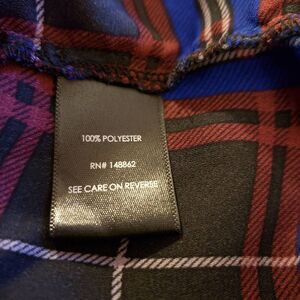 100% POLYESTER
RN# 148862
SEE CARE ON REVERSE